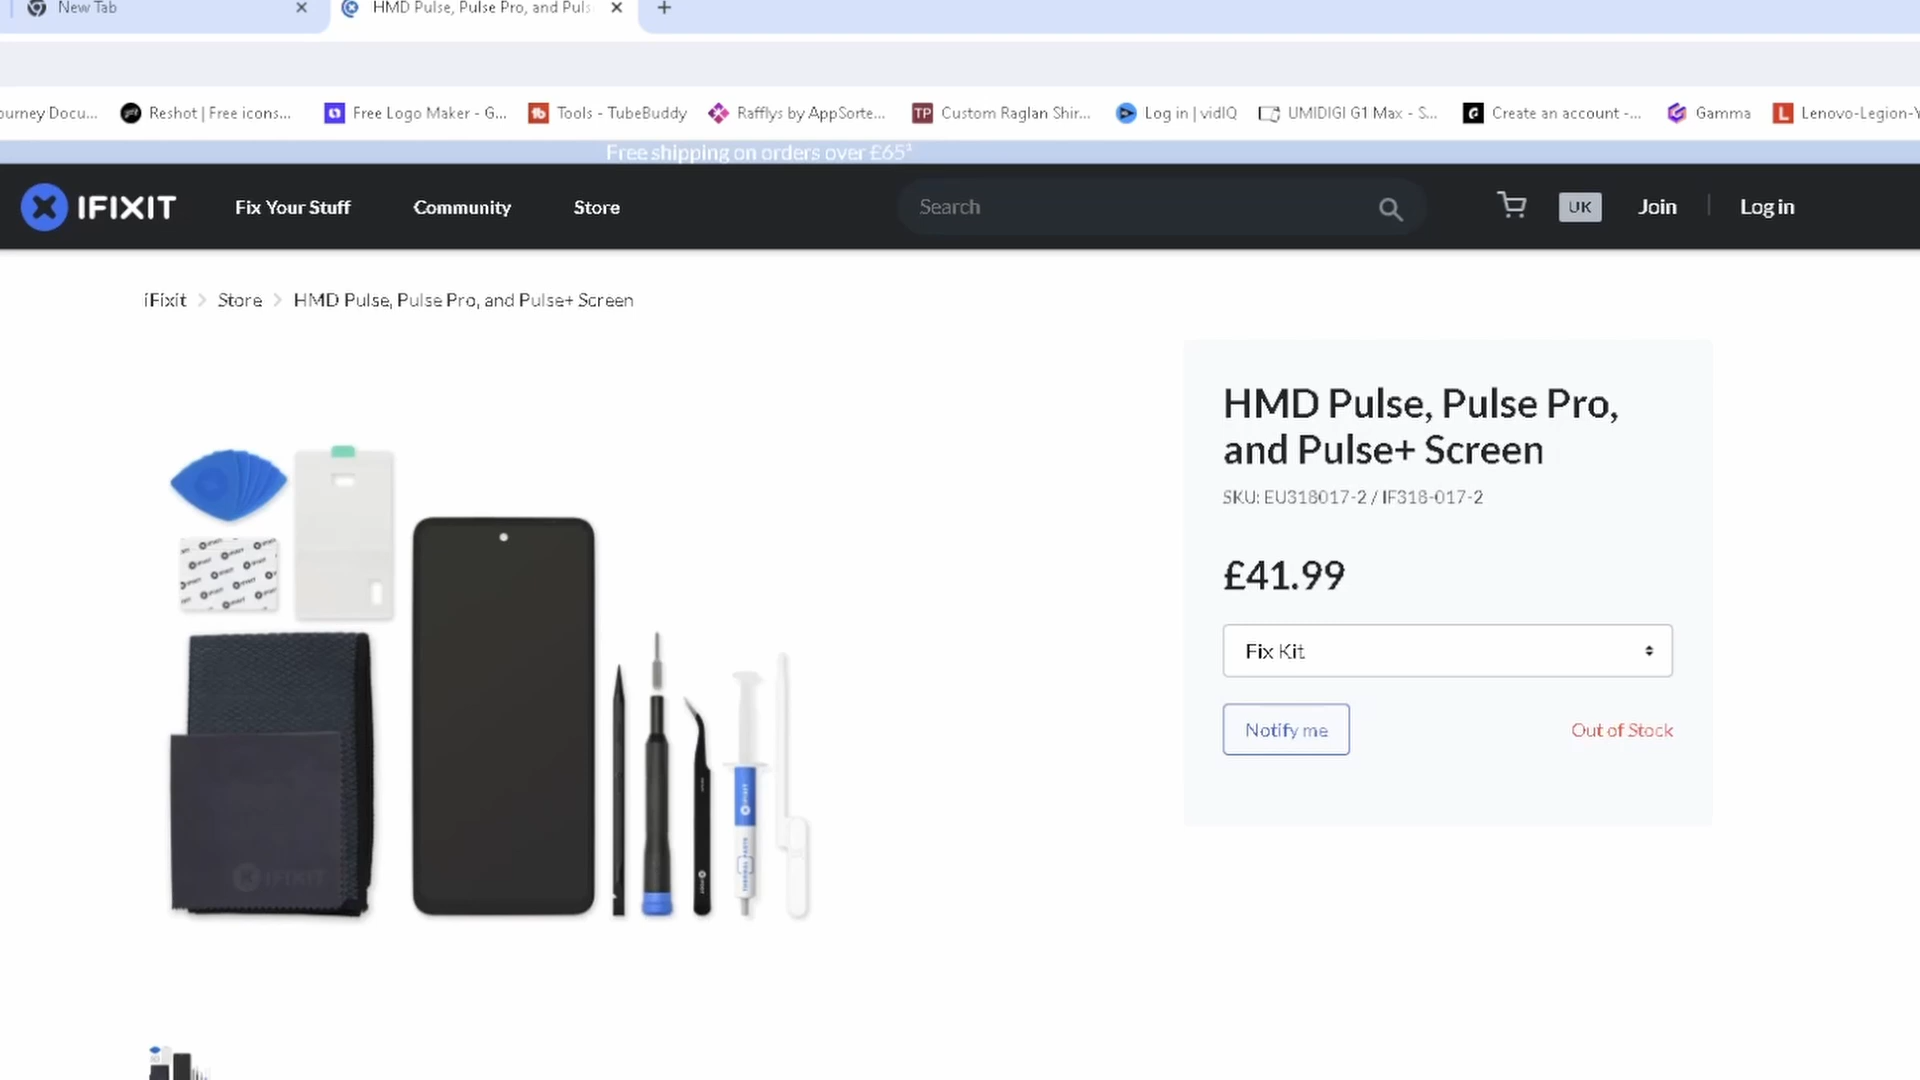 New Tab
HMD Pulse, Pulse Pro, and Puls
ourney Docu...
Reshot | Free icons...
Free Logo Maker - G...
Tools - TubeBuddy
Rafflys by AppSorte...
TP
Custom Raglan Shir...
Log in | vidIQ
UMIDIGI G1 Max - S...
Create an account -...
Gamma
L
Lenovo-Legion-Y
Free shipping on orders over £65¹
IFIXIT
Fix Your Stuff
Community
Store
Search
UK
Join
Log in
iFixit > Store > HMD Pulse, Pulse Pro, and Pulse+ Screen
HMD Pulse, Pulse Pro,
and Pulse+ Screen
SKU: EU318017-2 / IF318-017-2
£41.99
Fix Kit
Notify me
Out of Stock
IFIXIT